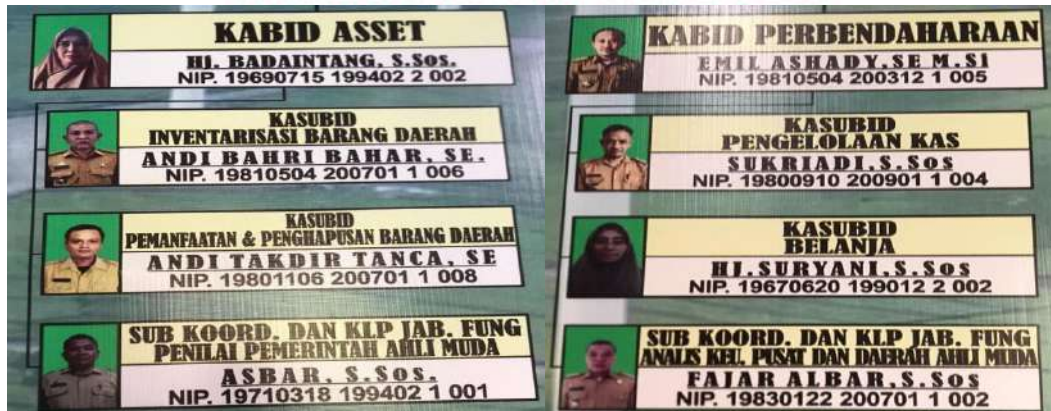 KABID ASSET
HJ. BADAINTANG, S.Sos.
NIP. 19690715 199402 2 002
KASUBID
INVENTARISASI BARANG DAERAH
ANDI BAHRI BAHAR, SE.
NIP. 19810504 200701 1 006
KASUBID
PEMANFAATAN & PENGHAPUSAN BARANG DAERAH
ANDI TAKDIR TANCA, SE
NIP. 19801106 200701 1 008
SUB KOORD. DAN KLP JAB. FUNG
PENILAI PEMERINTAH AHLI MUDA
ASBAR, S.Sos.
NIP. 19710318 199402 1 001
KABID PERBENDAHARAAN
EMIL ASHADY,SE M.Si
NIP. 19810504 200312 1 005
KASUBID
PENGELOLAAN KAS
SUKRIADI,S.Sos
NIP. 19800910 200901 1 004
KASUBID
BELANJA
HJ.SURYANI,S.Sos
NIP. 19670620 199012 2 002
SUB KOORD. DAN KLP JAB. FUNG
ANALIS KEU, PUSAT DAN DAERAH AHLI MUDA
FAJAR ALBAR,S.Sos
NIP. 19830122 200701 1 002